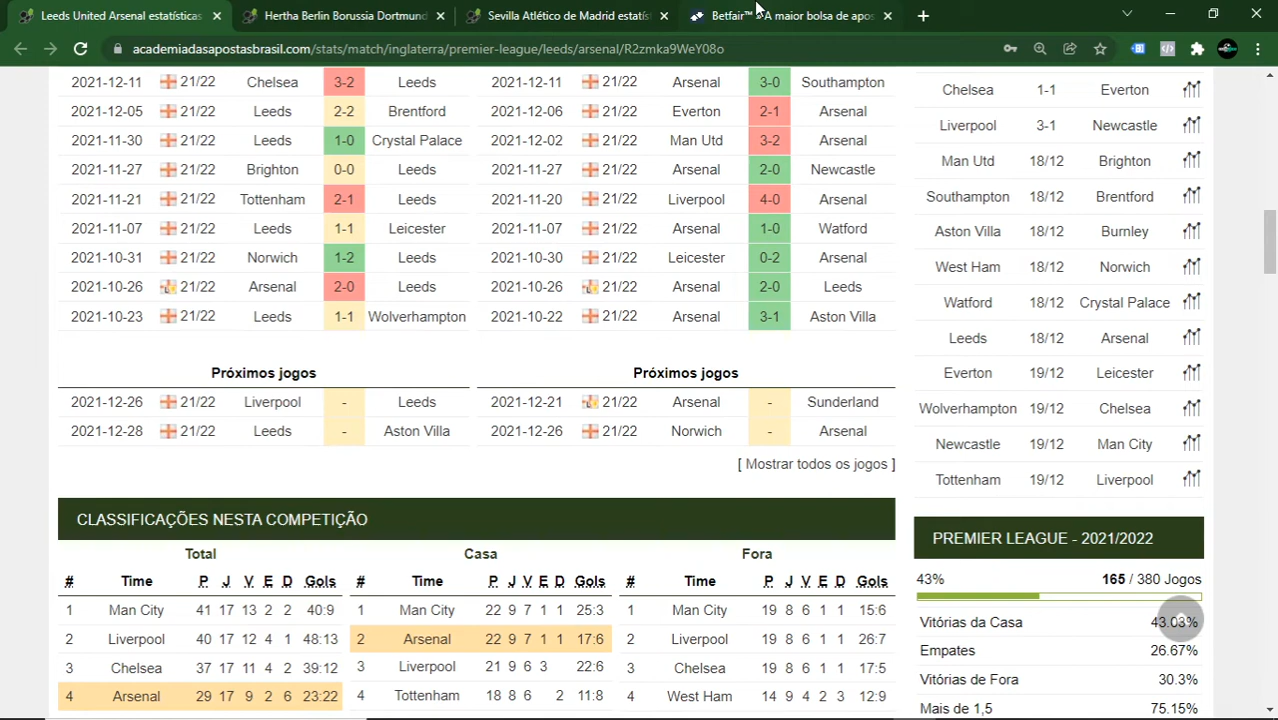 Leeds United Arsenal estatísticas
Hertha Berlin Borussia Dortmund
Sevilla Atlético de Madrid estatís
Betfair™ » A maior bolsa de apos
academiadasapostasbrasil.com/stats/match/inglaterra/premier-league/leeds/arsenal/R2zmka9WeY08o
2021-12-11 21/22 Chelsea 3-2 Leeds
2021-12-05 21/22 Leeds 2-2 Brentford
2021-11-30 21/22 Leeds 1-0 Crystal Palace
2021-11-27 21/22 Brighton 0-0 Leeds
2021-11-21 21/22 Tottenham 2-1 Leeds
2021-11-07 21/22 Leeds 1-1 Leicester
2021-10-31 21/22 Norwich 1-2 Leeds
2021-10-26 21/22 Arsenal 2-0 Leeds
2021-10-23 21/22 Leeds 1-1 Wolverhampton
Próximos jogos
2021-12-26 21/22 Liverpool - Leeds
2021-12-28 21/22 Leeds - Aston Villa
2021-12-11 21/22 Arsenal 3-0 Southampton
2021-12-06 21/22 Everton 2-1 Arsenal
2021-12-02 21/22 Man Utd 3-2 Arsenal
2021-11-27 21/22 Arsenal 2-0 Newcastle
2021-11-20 21/22 Liverpool 4-0 Arsenal
2021-11-07 21/22 Arsenal 1-0 Watford
2021-10-30 21/22 Leicester 0-2 Arsenal
2021-10-26 21/22 Arsenal 2-0 Leeds
2021-10-22 21/22 Arsenal 3-1 Aston Villa
Próximos jogos
2021-12-21 21/22 Arsenal - Sunderland
2021-12-26 21/22 Norwich - Arsenal
[ Mostrar todos os jogos ]
CLASSIFICAÇÕES NESTA COMPETIÇÃO
Total
# Time P J V E D Gols
1 Man City 41 17 13 2 2 40:9
2 Liverpool 40 17 12 4 1 48:13
3 Chelsea 37 17 11 4 2 39:12
4 Arsenal 29 17 9 2 6 23:22
Casa
# Time P J V E D Gols
1 Man City 22 9 7 1 1 25:3
2 Arsenal 22 9 7 1 1 17:6
3 Liverpool 21 9 6 3 22:6
4 Tottenham 18 8 6 2 11:8
Fora
# Time P J V E D Gols
1 Man City 19 8 6 1 1 15:6
2 Liverpool 19 8 6 1 1 26:7
3 Chelsea 19 8 6 1 1 17:5
4 West Ham 14 9 4 2 3 12:9
Chelsea 1-1 Everton
Liverpool 3-1 Newcastle
Man Utd 18/12 Brighton
Southampton 18/12 Brentford
Aston Villa 18/12 Burnley
West Ham 18/12 Norwich
Watford 18/12 Crystal Palace
Leeds 18/12 Arsenal
Everton 19/12 Leicester
Wolverhampton 19/12 Chelsea
Newcastle 19/12 Man City
Tottenham 19/12 Liverpool
PREMIER LEAGUE - 2021/2022
43% 165 / 380 Jogos
Vitórias da Casa 43.03%
Empates 26.67%
Vitórias de Fora 30.3%
Mais de 1,5 75.15%